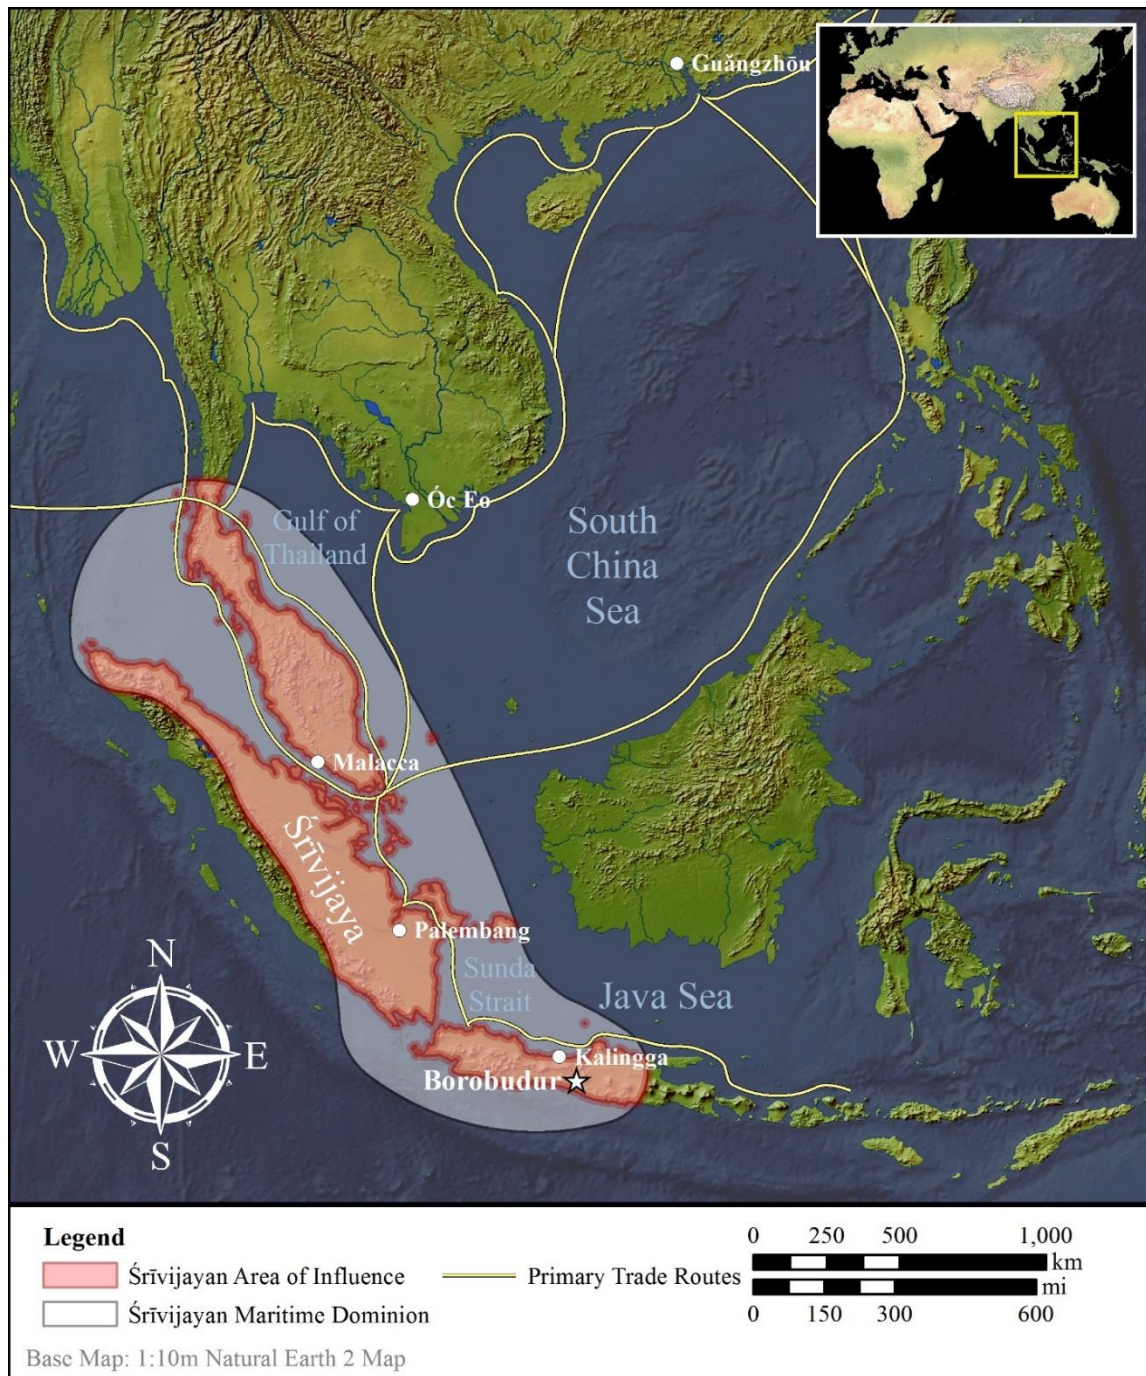 Guǎngzhōu
Óc Eo
Gulf of
Thailand
South
China
Sea
Malacca
Śrīvijaya
Palembang
Sunda
Strait
Java Sea
Kalingga
Borobudur
N
W
E
S
Legend
Śrīvijayan Area of Influence
Primary Trade Routes
Śrīvijayan Maritime Dominion
0 250 500 1,000
km
mi
0 150 300 600
Base Map: 1:10m Natural Earth 2 Map